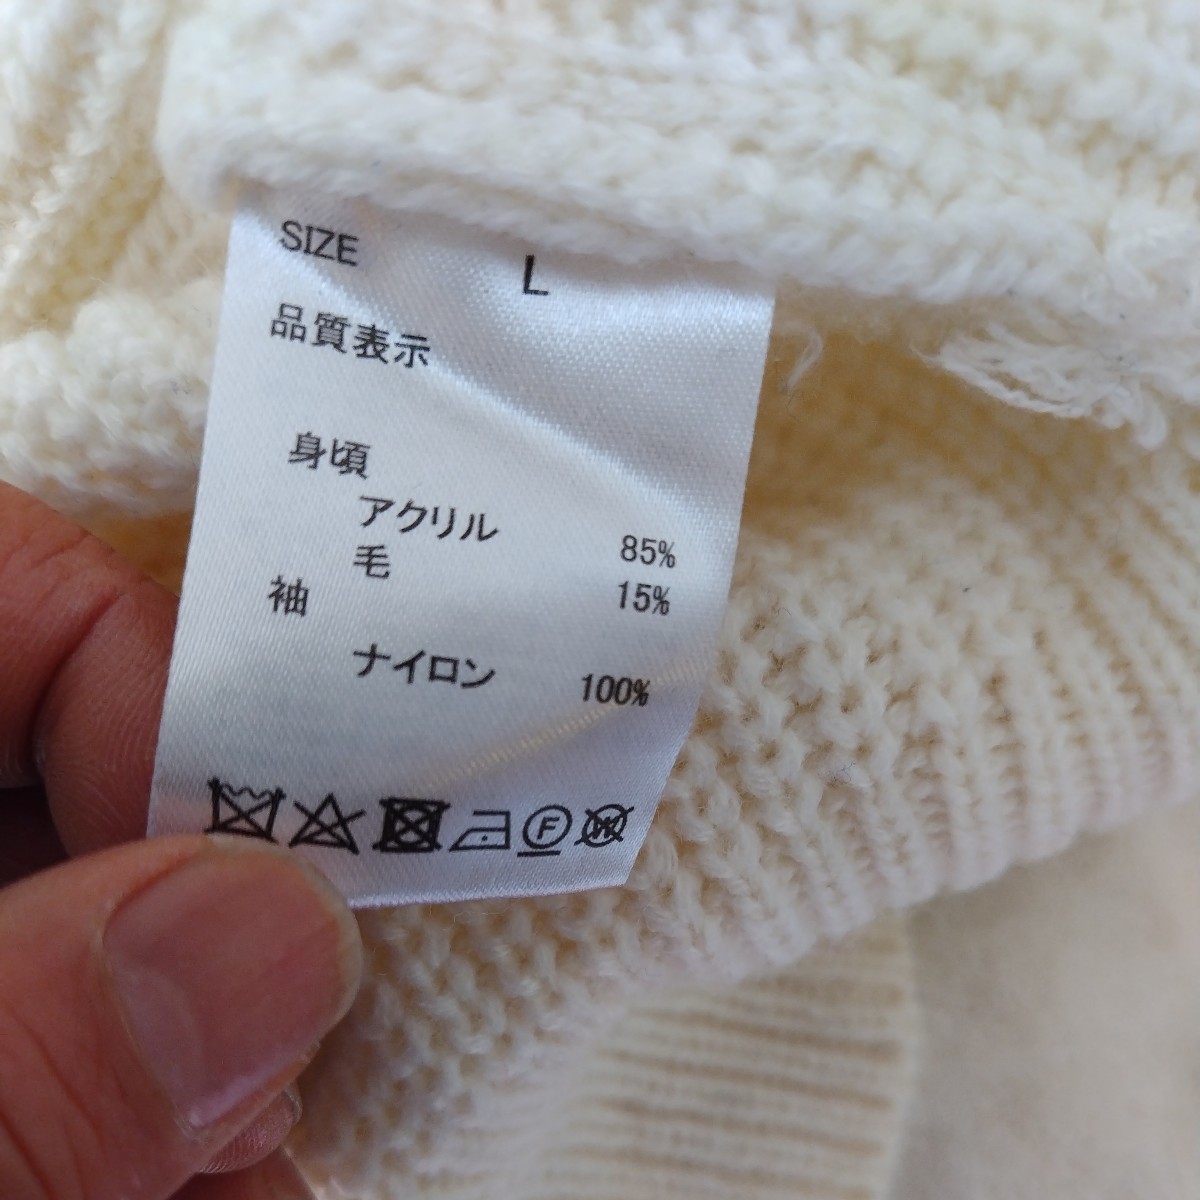 SIZE L
品質表示
身頃
アクリル 85%
毛 15%
袖
ナイロン 100%
F W